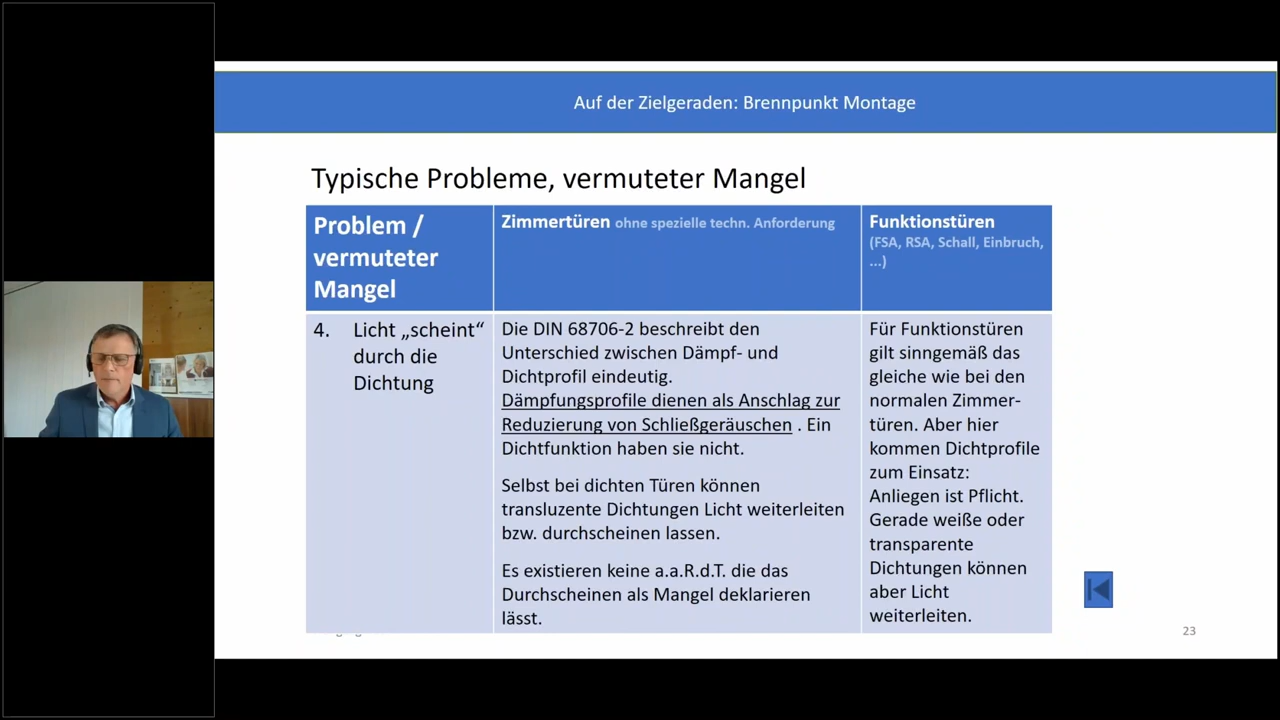 Auf der Zielgeraden: Brennpunkt Montage
Typische Probleme, vermuteter Mangel
Problem /
vermuteter
Mangel
Zimmertüren ohne spezielle techn. Anforderung
Funktionstüren
(FSA, RSA, Schall, Einbruch,
...)
4. Licht „scheint“
durch die
Dichtung
Die DIN 68706-2 beschreibt den
Unterschied zwischen Dämpf- und
Dichtprofil eindeutig.
Dämpfungsprofile dienen als Anschlag zur
Reduzierung von Schließgeräuschen . Ein
Dichtfunktion haben sie nicht.
Selbst bei dichten Türen können
transluzente Dichtungen Licht weiterleiten
bzw. durchscheinen lassen.
Es existieren keine a.a.R.d.T. die das
Durchscheinen als Mangel deklarieren
lässt.
Für Funktionstüren
gilt sinngemäß das
gleiche wie bei den
normalen Zimmer-
türen. Aber hier
kommen Dichtprofile
zum Einsatz:
Anliegen ist Pflicht.
Gerade weiße oder
transparente
Dichtungen können
aber Licht
weiterleiten.
23